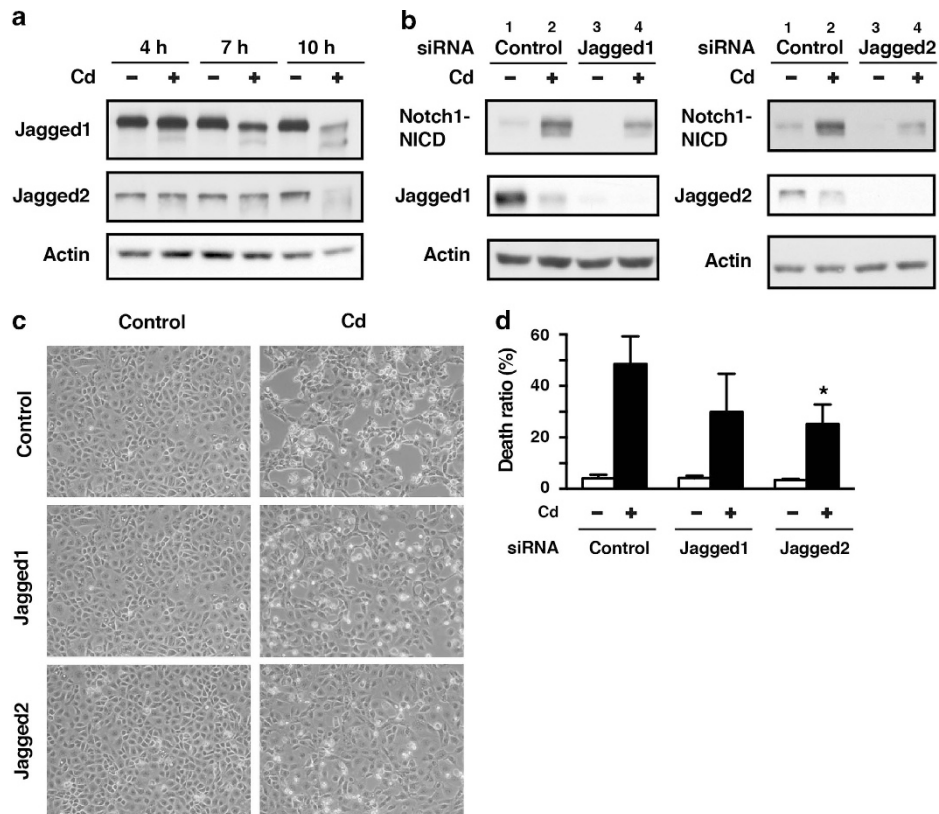 a
4 h 7 h 10 h
Cd − + − + − +
Jagged1
Jagged2
Actin
b
1 2 3 4
siRNA Control Jagged1
Cd − + − +
Notch1-
NICD
Jagged1
Actin
1 2 3 4
siRNA Control Jagged2
Cd − + − +
Notch1-
NICD
Jagged2
Actin
c
Control Cd
Control
Jagged1
Jagged2
d
Death ratio (%)
60
40
20
0
*
Cd − + − + − +
siRNA Control Jagged1 Jagged2